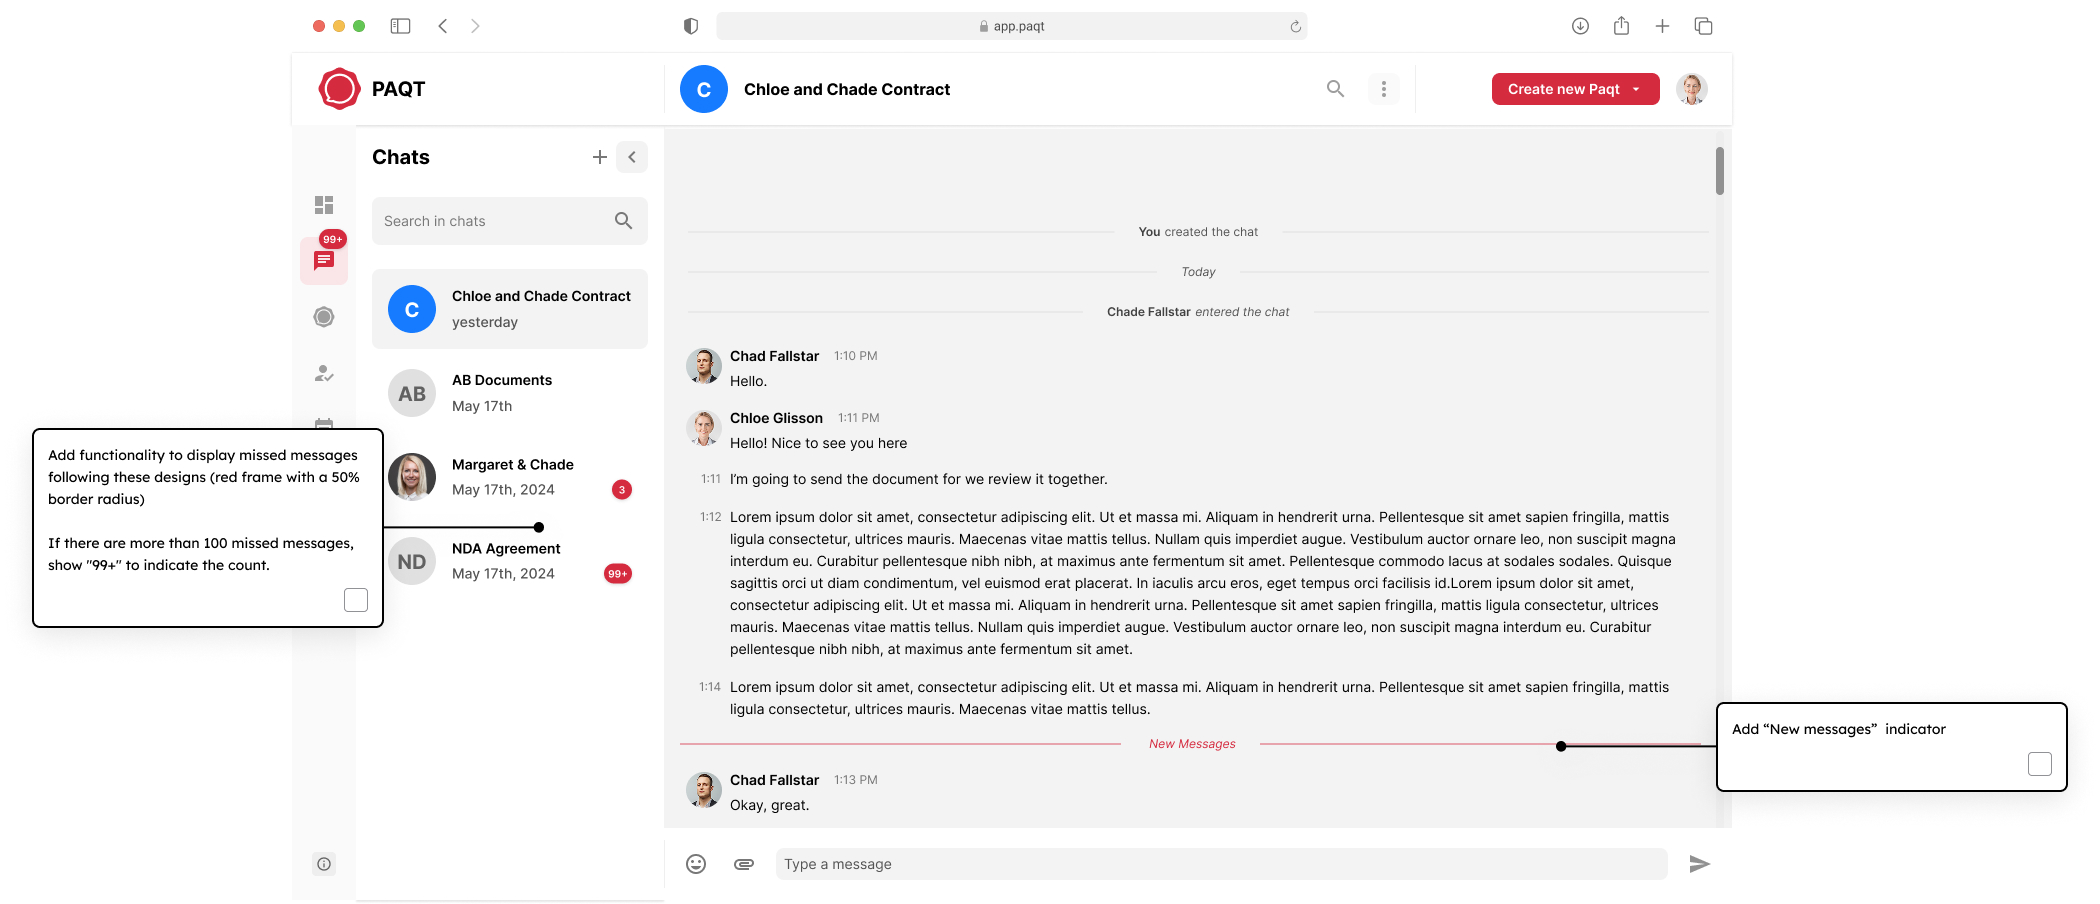 app.paqt
PAQT
C
Chloe and Chade Contract
Create new Paqt
Chats
Search in chats
99+
C
Chloe and Chade Contract
yesterday
AB
AB Documents
May 17th
Margaret & Chade
May 17th, 2024
3
ND
NDA Agreement
May 17th, 2024
99+
Add functionality to display missed messages
following these designs (red frame with a 50%
border radius)
If there are more than 100 missed messages,
show "99+" to indicate the count.
You created the chat
Today
Chade Fallstar entered the chat
Chad Fallstar 1:10 PM
Hello.
Chloe Glisson 1:11 PM
Hello! Nice to see you here
1:11 I'm going to send the document for we review it together.
1:12 Lorem ipsum dolor sit amet, consectetur adipiscing elit. Ut et massa mi. Aliquam in hendrerit urna. Pellentesque sit amet sapien fringilla, mattis
ligula consectetur, ultrices mauris. Maecenas vitae mattis tellus. Nullam quis imperdiet augue. Vestibulum auctor ornare leo, non suscipit magna
interdum eu. Curabitur pellentesque nibh nibh, at maximus ante fermentum sit amet. Pellentesque commodo lacus at sodales sodales. Quisque
sagittis orci ut diam condimentum, vel euismod erat placerat. In iaculis arcu eros, eget tempus orci facilisis id.Lorem ipsum dolor sit amet,
consectetur adipiscing elit. Ut et massa mi. Aliquam in hendrerit urna. Pellentesque sit amet sapien fringilla, mattis ligula consectetur, ultrices
mauris. Maecenas vitae mattis tellus. Nullam quis imperdiet augue. Vestibulum auctor ornare leo, non suscipit magna interdum eu. Curabitur
pellentesque nibh nibh, at maximus ante fermentum sit amet.
1:14 Lorem ipsum dolor sit amet, consectetur adipiscing elit. Ut et massa mi. Aliquam in hendrerit urna. Pellentesque sit amet sapien fringilla, mattis
ligula consectetur, ultrices mauris. Maecenas vitae mattis tellus.
New Messages
Chad Fallstar 1:13 PM
Okay, great.
Type a message
Add “New messages” indicator